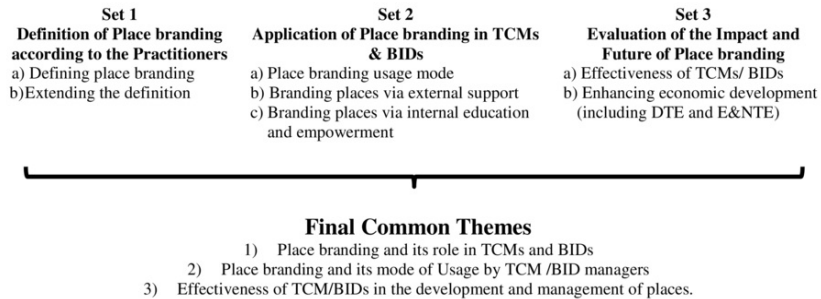 Set 1
Definition of Place branding
according to the Practitioners
a) Defining place branding
b)Extending the definition
Set 2
Application of Place branding in TCMs
& BIDs
a) Place branding usage mode
b) Branding places via external support
c) Branding places via internal education
and empowerment
Set 3
Evaluation of the Impact and
Future of Place branding
a) Effectiveness of TCMs/ BIDs
b) Enhancing economic development
(including DTE and E&NTE)
Final Common Themes
1) Place branding and its role in TCMs and BIDs
2) Place branding and its mode of Usage by TCM /BID managers
3) Effectiveness of TCM/BIDs in the development and management of places.